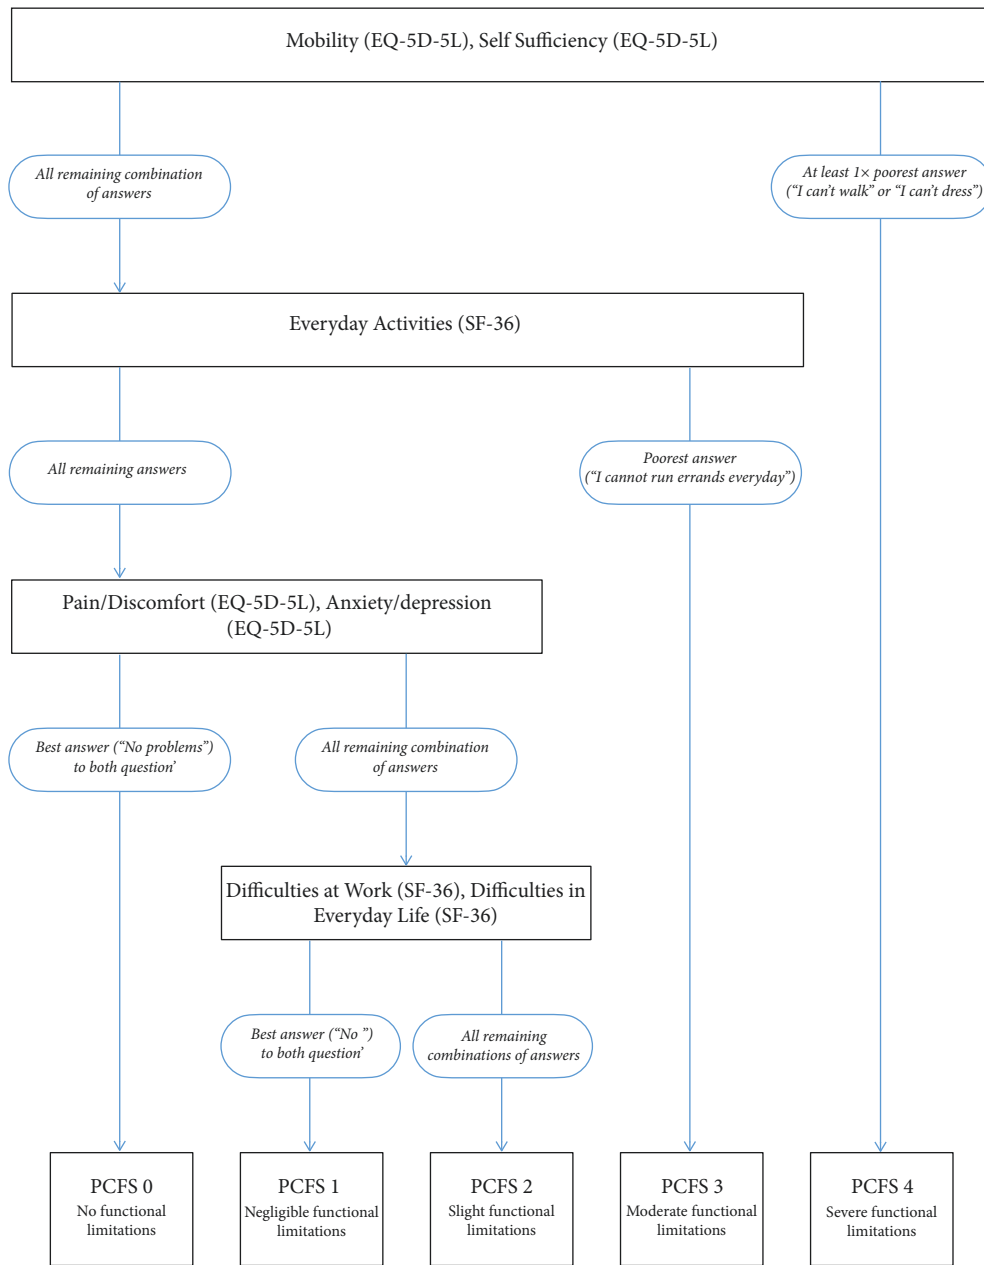 Mobility (EQ-5D-5L), Self Sufficiency (EQ-5D-5L)
All remaining combination
of answers
At least 1× poorest answer
(“I can't walk” or “I can't dress”)
Everyday Activities (SF-36)
All remaining answers
Poorest answer
(“I cannot run errands everyday”)
Pain/Discomfort (EQ-5D-5L), Anxiety/depression
(EQ-5D-5L)
Best answer (“No problems”)
to both question’
All remaining combination
of answers
Difficulties at Work (SF-36), Difficulties in
Everyday Life (SF-36)
Best answer (“No ”)
to both question’
All remaining
combinations of answers
PCFS 0
No functional
limitations
PCFS 1
Negligible functional
limitations
PCFS 2
Slight functional
limitations
PCFS 3
Moderate functional
limitations
PCFS 4
Severe functional
limitations